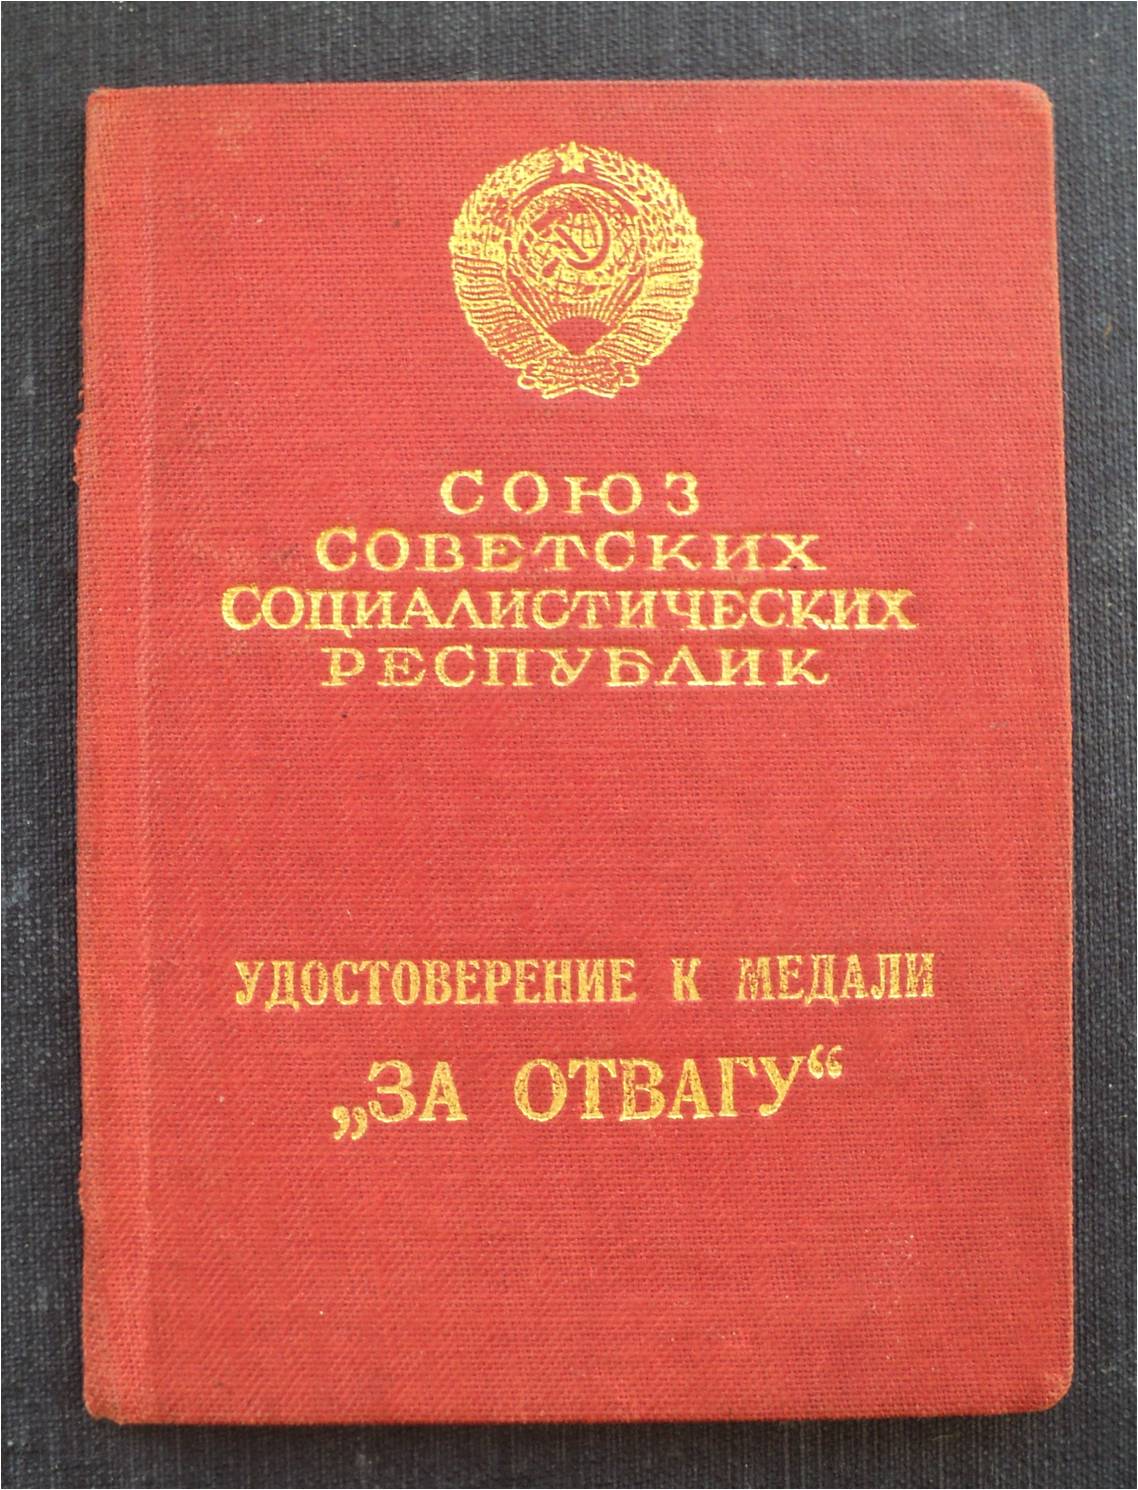 СОЮЗ
СОВЕТСКИХ
СОЦИАЛИСТИЧЕСКИХ
РЕСПУБЛИК
УДОСТОВЕРЕНИЕ К МЕДАЛИ
„ЗА ОТВАГУ“